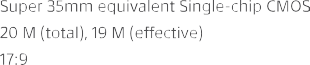 Super 35mm equivalent Single-chip CMOS
20 M (total), 19 M (effective)
17:9